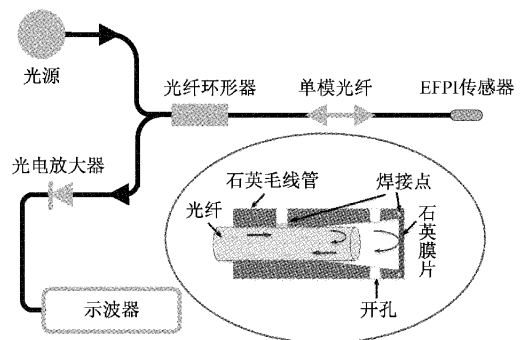 光源
光纤环形器
单模光纤
EFPI传感器
光电放大器
石英毛线管
焊接点
光纤
石英膜片
开孔
示波器